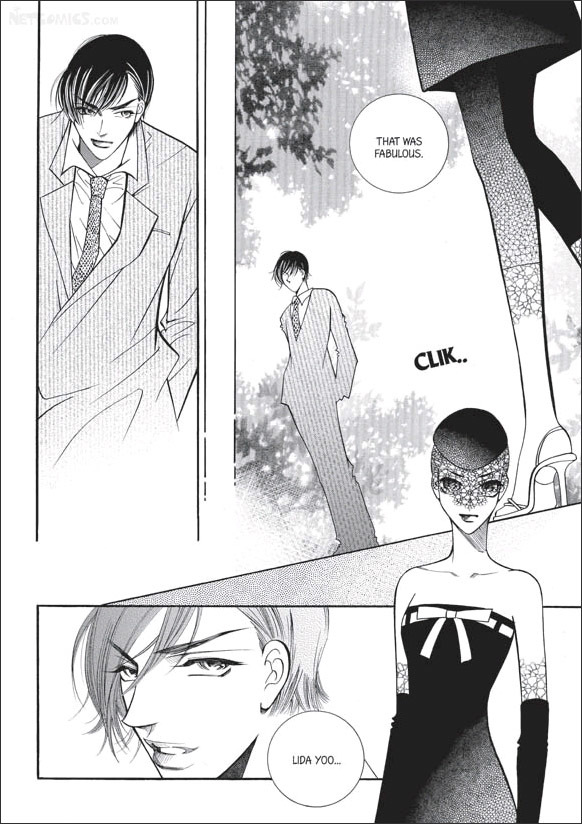 NETCOMICS.COM
THAT WAS
FABULOUS.
CLIK..
LIDA YOO...